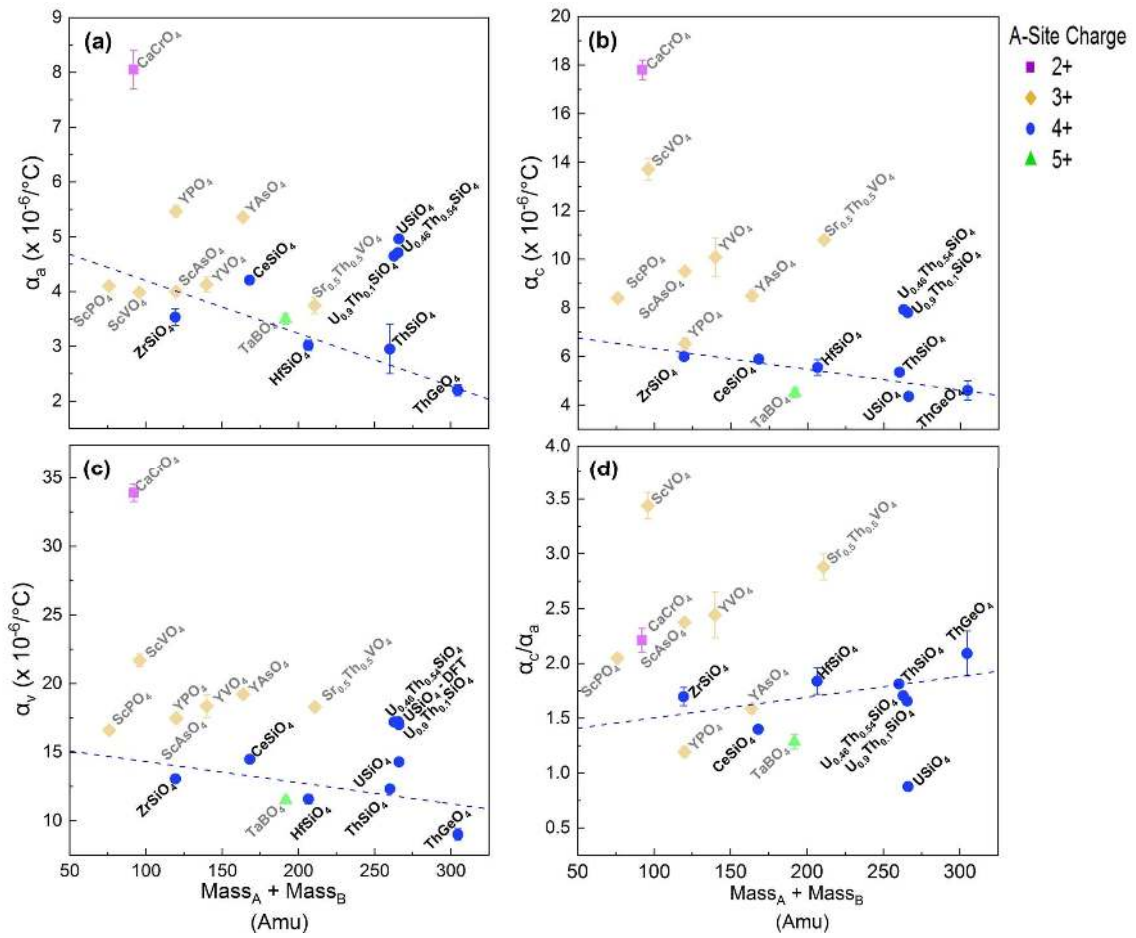 (a)
9
8
7
6
5
4
3
2
α_a (x 10^-6/°C)
CaCrO₄
YPO₄
YAsO₄
USiO₄
U₀.₄₆Th₀.₅₄SiO₄
ScAsO₄
YVO₄
CeSiO₄
Sr₀.₅Th₀.₅VO₄
U₀.₉Th₀.₁SiO₄
ScPO₄
ScVO₄
ZrSiO₄
TaBO₄
HfSiO₄
ThSiO₄
ThGeO₄
(b)
20
18
16
14
12
10
8
6
4
α_c (x 10^-6/°C)
CaCrO₄
ScVO₄
Sr₀.₅Th₀.₅VO₄
YVO₄
ScPO₄
ScAsO₄
YAsO₄
U₀.₄₆Th₀.₅₄SiO₄
U₀.₉Th₀.₁SiO₄
YPO₄
HfSiO₄
ThSiO₄
ZrSiO₄
CeSiO₄
TaBO₄
USiO₄
ThGeO₄
A-Site Charge
2+
3+
4+
5+
(c)
35
30
25
20
15
10
α_v (x 10^-6/°C)
CaCrO₄
ScVO₄
YPO₄
YVO₄
YAsO₄
Sr₀.₅Th₀.₅VO₄
U₀.₄₆Th₀.₅₄SiO₄
USiO₄ - DFT
U₀.₉Th₀.₁SiO₄
ScPO₄
ScAsO₄
CeSiO₄
USiO₄
ZrSiO₄
TaBO₄
HfSiO₄
ThSiO₄
ThGeO₄
50 100 150 200 250 300
Mass_A + Mass_B
(Amu)
(d)
4.0
3.5
3.0
2.5
2.0
1.5
1.0
0.5
α_c/α_a
ScVO₄
Sr₀.₅Th₀.₅VO₄
CaCrO₄
YVO₄
ScAsO₄
ScPO₄
ZrSiO₄
YAsO₄
HfSiO₄
ThSiO₄
ThGeO₄
YPO₄
CeSiO₄
TaBO₄
U₀.₄₆Th₀.₅₄SiO₄
U₀.₉Th₀.₁SiO₄
USiO₄
50 100 150 200 250 300
Mass_A + Mass_B
(Amu)